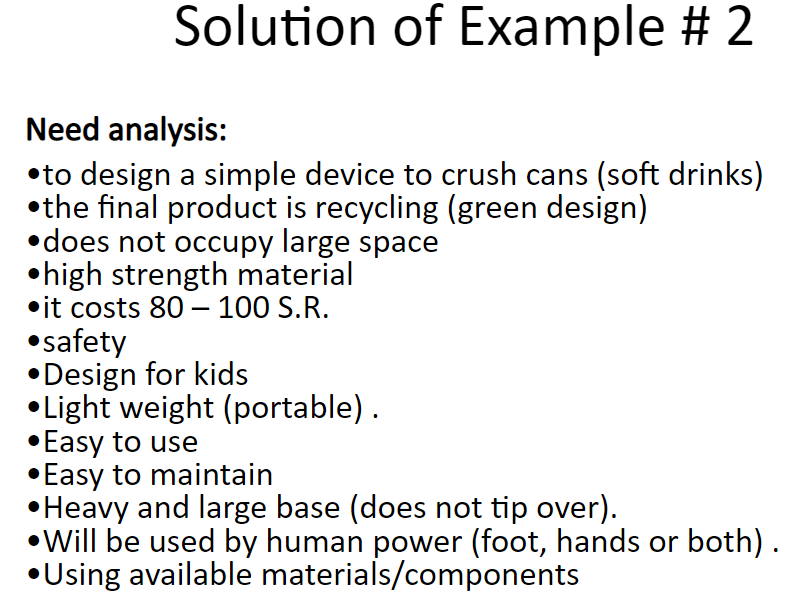 Solution of Example # 2
Need analysis:
•to design a simple device to crush cans (soft drinks)
•the final product is recycling (green design)
•does not occupy large space
•high strength material
•it costs 80 – 100 S.R.
•safety
•Design for kids
•Light weight (portable) .
•Easy to use
•Easy to maintain
•Heavy and large base (does not tip over).
•Will be used by human power (foot, hands or both) .
•Using available materials/components